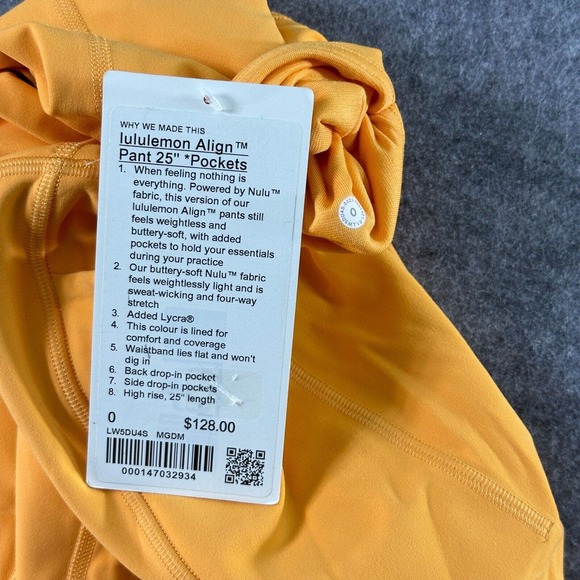 WHY WE MADE THIS
lululemon Align™
Pant 25" *Pockets
1. When feeling nothing is
everything. Powered by Nulu™
fabric, this version of our
lululemon Align™ pants still
feels weightless and
buttery-soft, with added
pockets to hold your essentials
during your practice
2. Our buttery-soft Nulu™ fabric
feels weightlessly light and is
sweat-wicking and four-way
stretch
3. Added Lycra®
4. This colour is lined for
comfort and coverage
5. Waistband lies flat and won't
dig in
6. Back drop-in pocket
7. Side drop-in pockets
8. High rise, 25" length
0 $128.00
LW5DU4S MGDM
000147032934
0